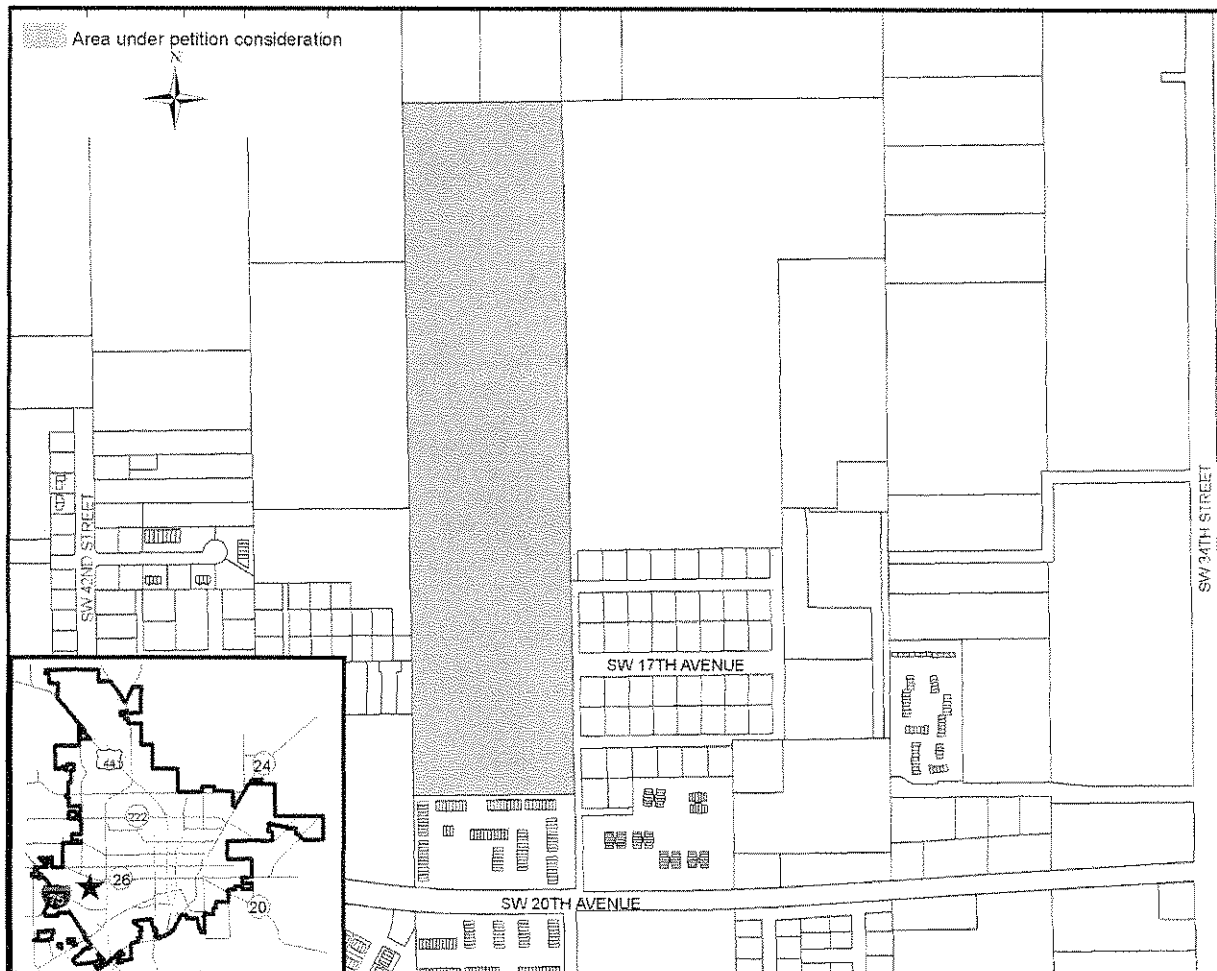 Area under petition consideration
N
SW 42ND STREET
SW 34TH STREET
SW 17TH AVENUE
SW 20TH AVENUE
441
24
222
26
75
20